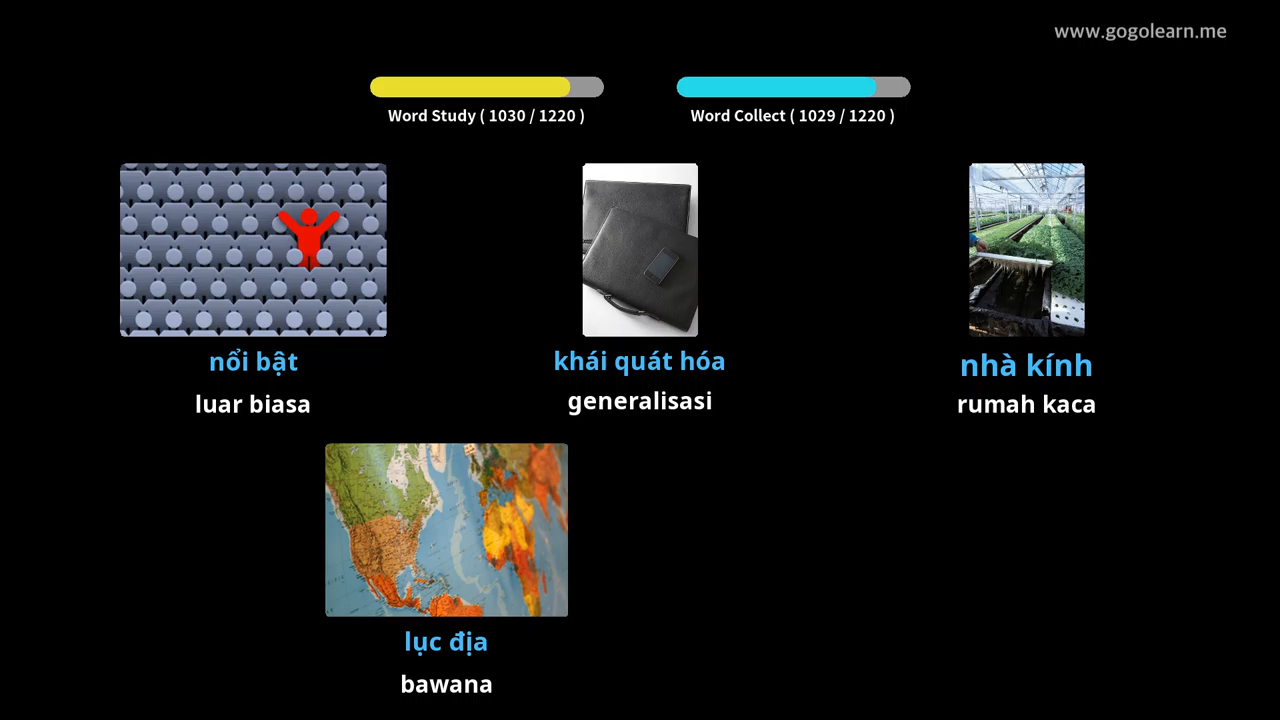 www.gogolearn.me
Word Study ( 1030 / 1220 )
Word Collect ( 1029 / 1220 )
nổi bật
luar biasa
khái quát hóa
generalisasi
nhà kính
rumah kaca
lục địa
bawana